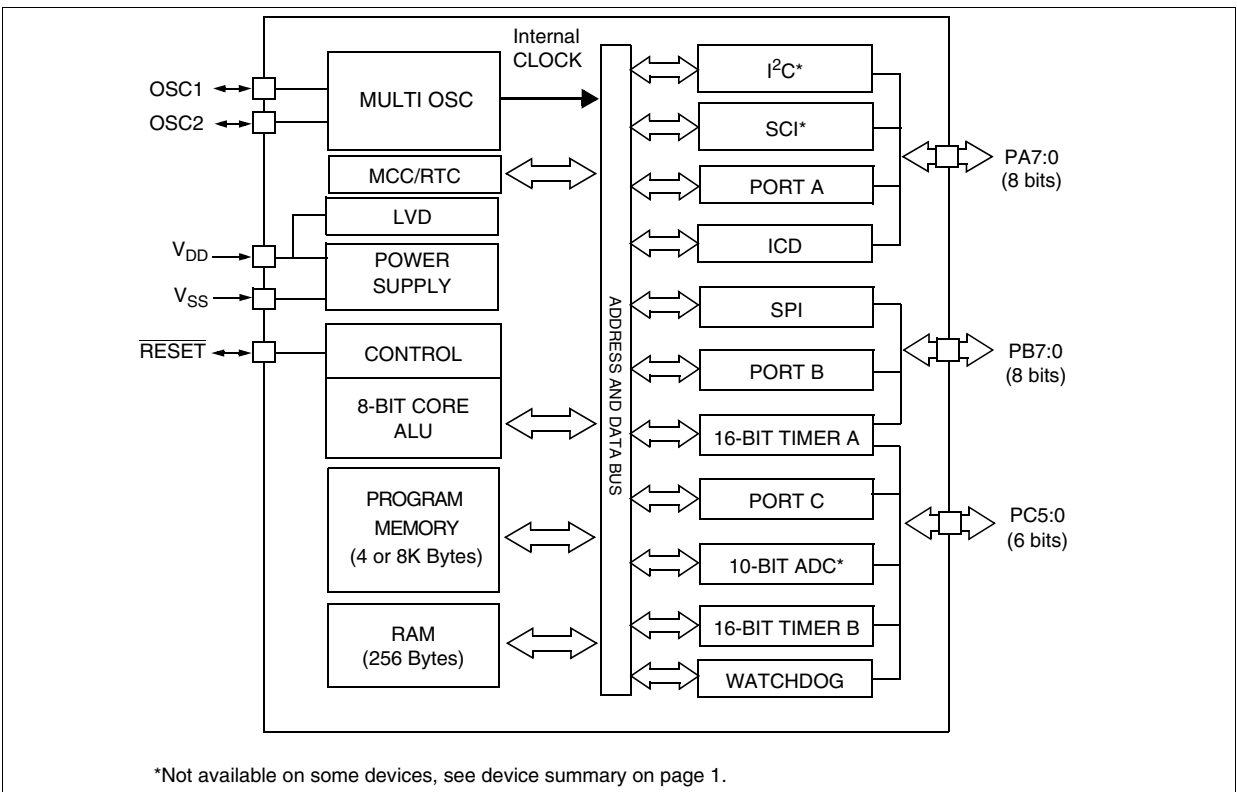 Internal
CLOCK
OSC1
OSC2
MULTI OSC
MCC/RTC
LVD
VDD
POWER
SUPPLY
VSS
RESET
CONTROL
8-BIT CORE
ALU
PROGRAM
MEMORY
(4 or 8K Bytes)
RAM
(256 Bytes)
ADDRESS AND DATA BUS
I²C*
SCI*
PORT A
ICD
SPI
PORT B
16-BIT TIMER A
PORT C
10-BIT ADC*
16-BIT TIMER B
WATCHDOG
PA7:0
(8 bits)
PB7:0
(8 bits)
PC5:0
(6 bits)
*Not available on some devices, see device summary on page 1.